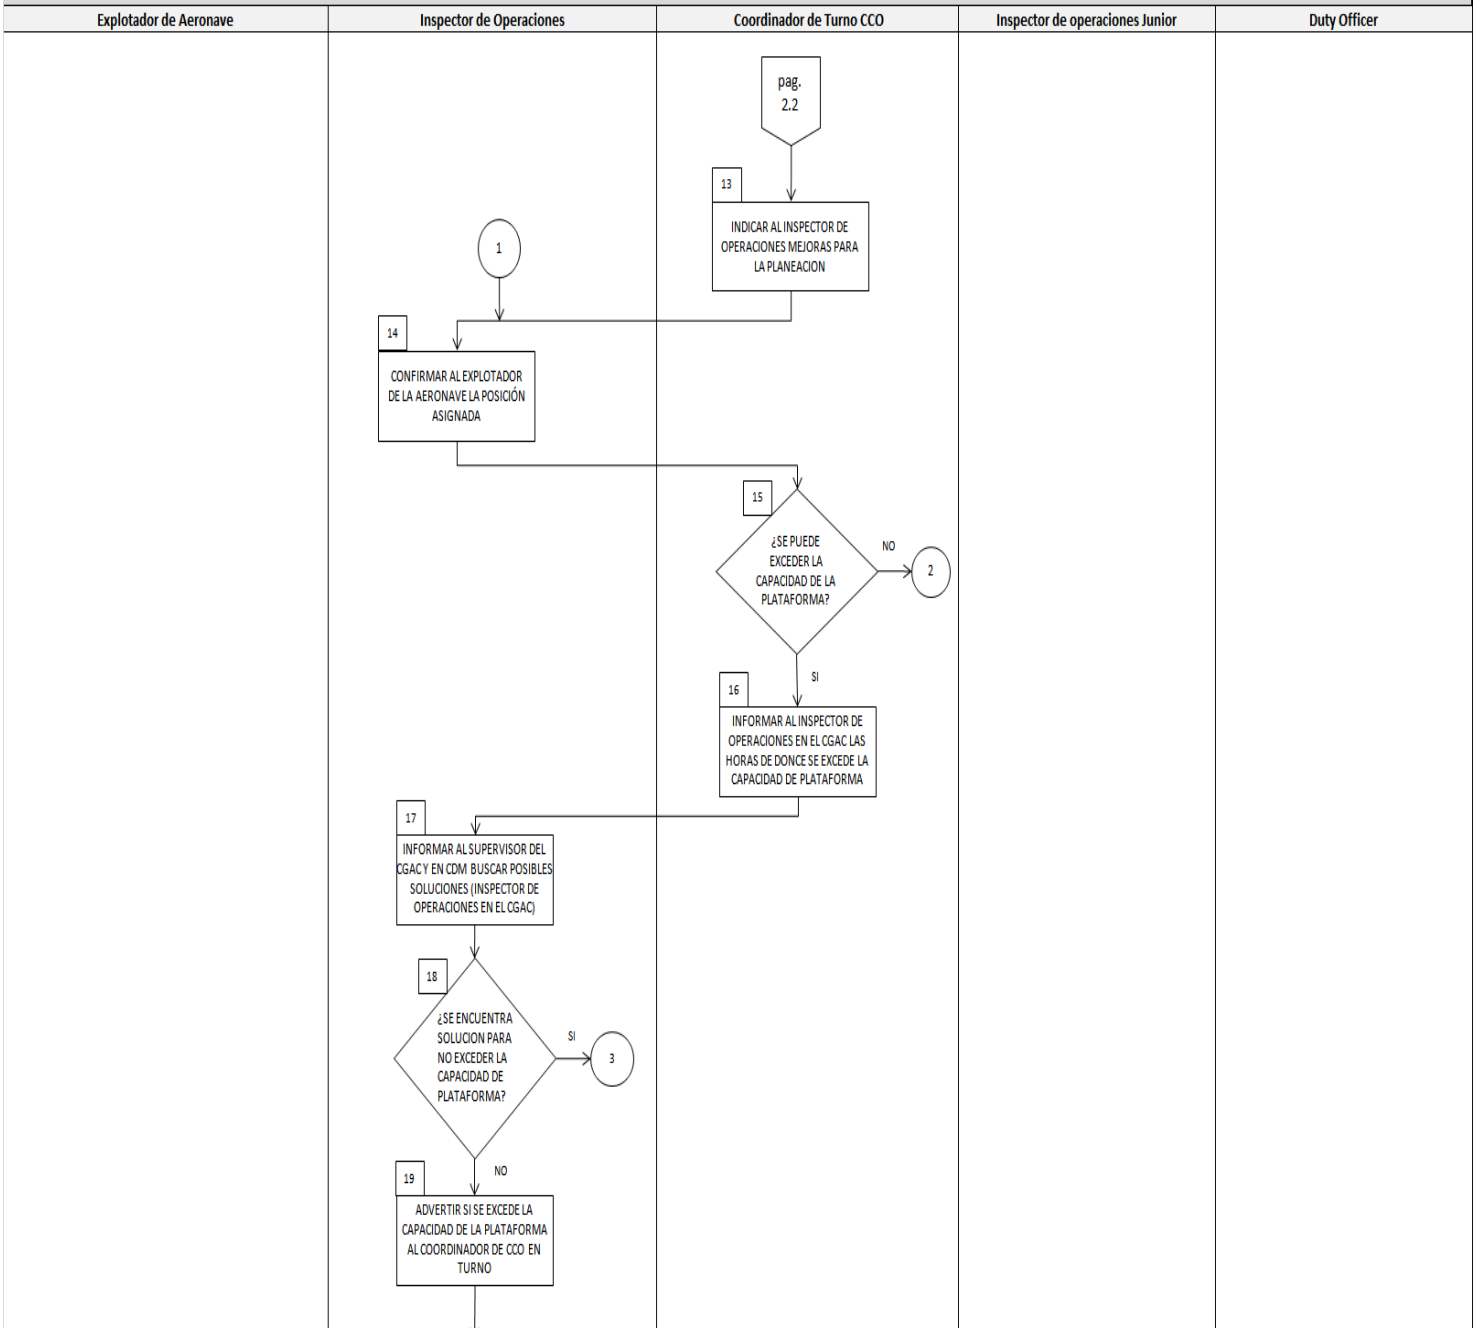 Explotador de Aeronave
Inspector de Operaciones
Coordinador de Turno CCO
Inspector de operaciones Junior
Duty Officer
pag.
2.2
13
INDICAR AL INSPECTOR DE
OPERACIONES MEJORAS PARA
LA PLANEACION
1
14
CONFIRMAR AL EXPLOTADOR
DE LA AERONAVE LA POSICIÓN
ASIGNADA
15
¿SE PUEDE
EXCEDER LA
CAPACIDAD DE LA
PLATAFORMA?
NO
2
SI
16
INFORMAR AL INSPECTOR DE
OPERACIONES EN EL CGAC LAS
HORAS DE DONCE SE EXCEDE LA
CAPACIDAD DE PLATAFORMA
17
INFORMAR AL SUPERVISOR DEL
CGAC Y EN CDM BUSCAR POSIBLES
SOLUCIONES (INSPECTOR DE
OPERACIONES EN EL CGAC)
18
¿SE ENCUENTRA
SOLUCION PARA
NO EXCEDER LA
CAPACIDAD DE
PLATAFORMA?
SI
3
NO
19
ADVERTIR SI SE EXCEDE LA
CAPACIDAD DE LA PLATAFORMA
AL COORDINADOR DE CCO EN
TURNO